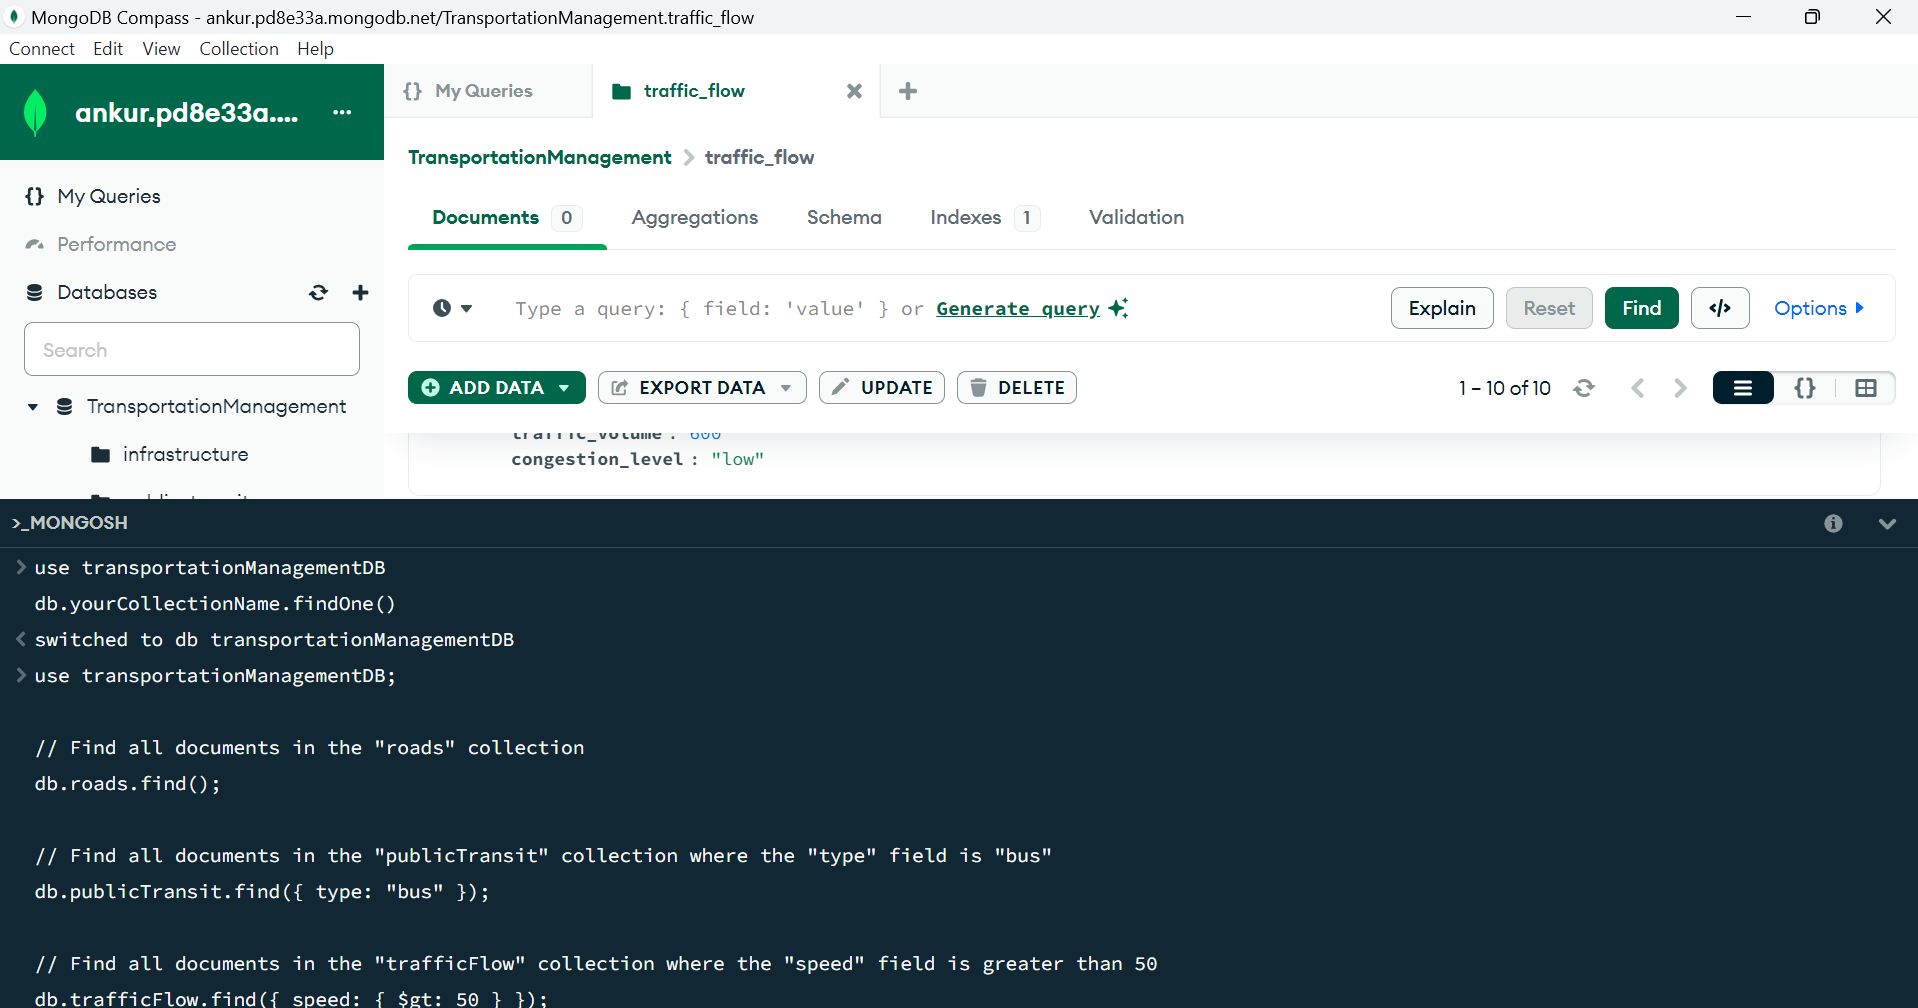 MongoDB Compass - ankur.pd8e33a.mongodb.net/TransportationManagement.traffic_flow
Connect Edit View Collection Help
ankur.pd8e33a....
{} My Queries
traffic_flow
TransportationManagement > traffic_flow
{} My Queries
Performance
Databases
Search
TransportationManagement
infrastructure
Documents 0 Aggregations Schema Indexes 1 Validation
Type a query: { field: 'value' } or Generate query
Explain Reset Find </> Options
ADD DATA EXPORT DATA UPDATE DELETE
1 – 10 of 10
{}
traffic_volume : 600
congestion_level : "low"
>_MONGOSH
> use transportationManagementDB
db.yourCollectionName.findOne()
< switched to db transportationManagementDB
> use transportationManagementDB;
// Find all documents in the "roads" collection
db.roads.find();
// Find all documents in the "publicTransit" collection where the "type" field is "bus"
db.publicTransit.find({ type: "bus" });
// Find all documents in the "trafficFlow" collection where the "speed" field is greater than 50
db.trafficFlow.find({ speed: { $gt: 50 } });